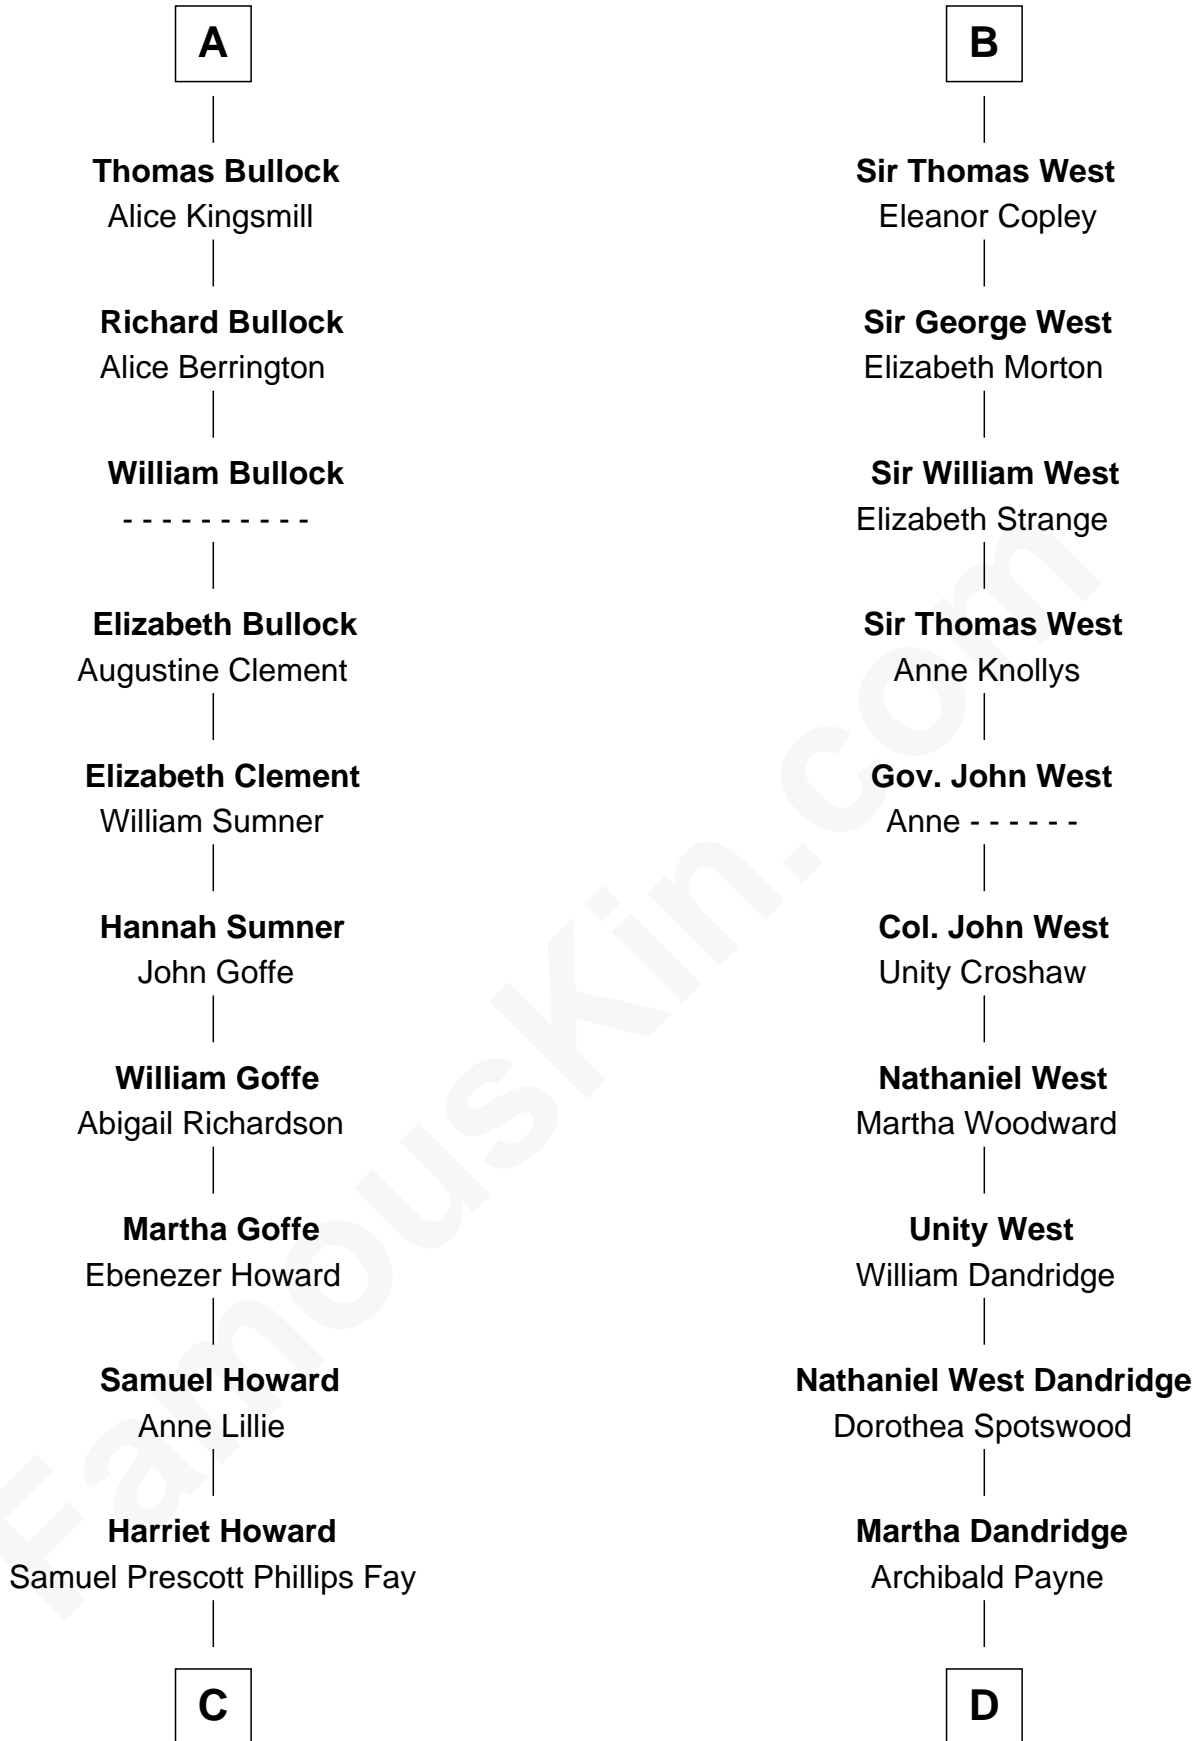 A
Thomas Bullock
Alice Kingsmill
Richard Bullock
Alice Berrington
William Bullock
- - - - - - - - - -
Elizabeth Bullock
Augustine Clement
Elizabeth Clement
William Sumner
Hannah Sumner
John Goffe
William Goffe
Abigail Richardson
Martha Goffe
Ebenezer Howard
Samuel Howard
Anne Lillie
Harriet Howard
Samuel Prescott Phillips Fay
C
B
Sir Thomas West
Eleanor Copley
Sir George West
Elizabeth Morton
Sir William West
Elizabeth Strange
Sir Thomas West
Anne Knollys
Gov. John West
Anne - - - - - -
Col. John West
Unity Croshaw
Nathaniel West
Martha Woodward
Unity West
William Dandridge
Nathaniel West Dandridge
Dorothea Spotswood
Martha Dandridge
Archibald Payne
D
FamousKin.com